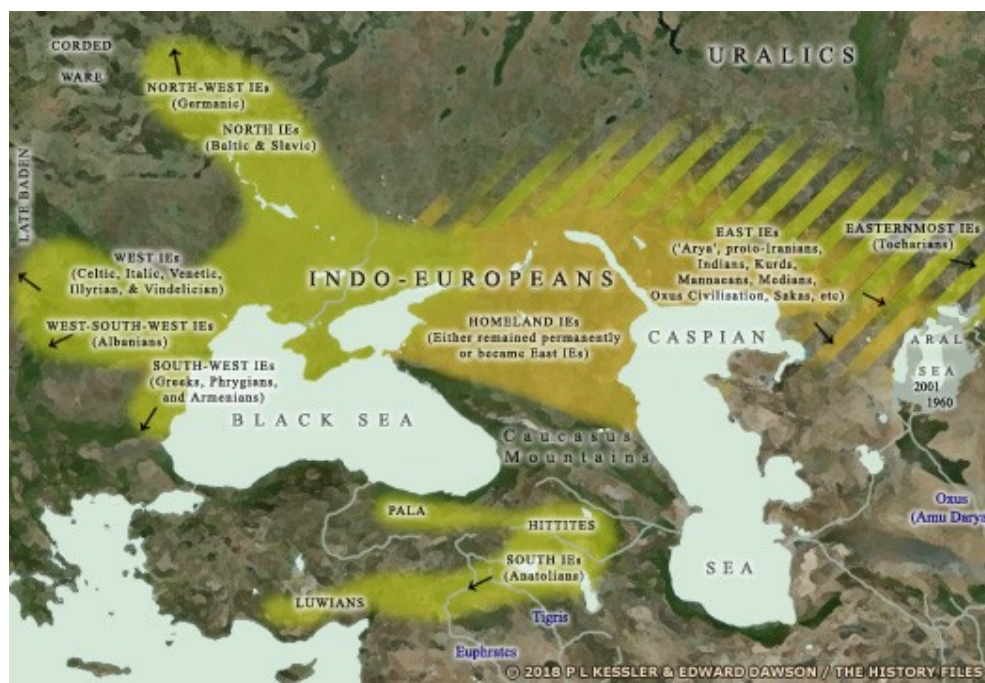 CORDED
WARE
URALICS
NORTH-WEST IEs
(Germanic)
NORTH IEs
(Baltic & Slavic)
LATE BADEN
WEST IEs
(Celtic, Italic, Venetic,
Illyrian, & Vindelician)
INDO-EUROPEANS
EAST IEs
('Arya', proto-Iranians,
Indians, Kurds,
Mannaeans, Medians,
Oxus Civilisation, Sakas, etc)
EASTERNMOST IEs
(Tocharians)
WEST-SOUTH-WEST IEs
(Albanians)
HOMELAND IEs
(Either remained permanently
or became East IEs)
SOUTH-WEST IEs
(Greeks, Phrygians,
and Armenians)
BLACK SEA
CASPIAN
SEA
ARAL
SEA
2001
1960
Caucasus
Mountains
Oxus
(Amu Darya
PALA
HITTITES
SOUTH IEs
(Anatolians)
LUWIANS
Tigris
Euphrates
© 2018 P L KESSLER & EDWARD DAWSON / THE HISTORY FILES